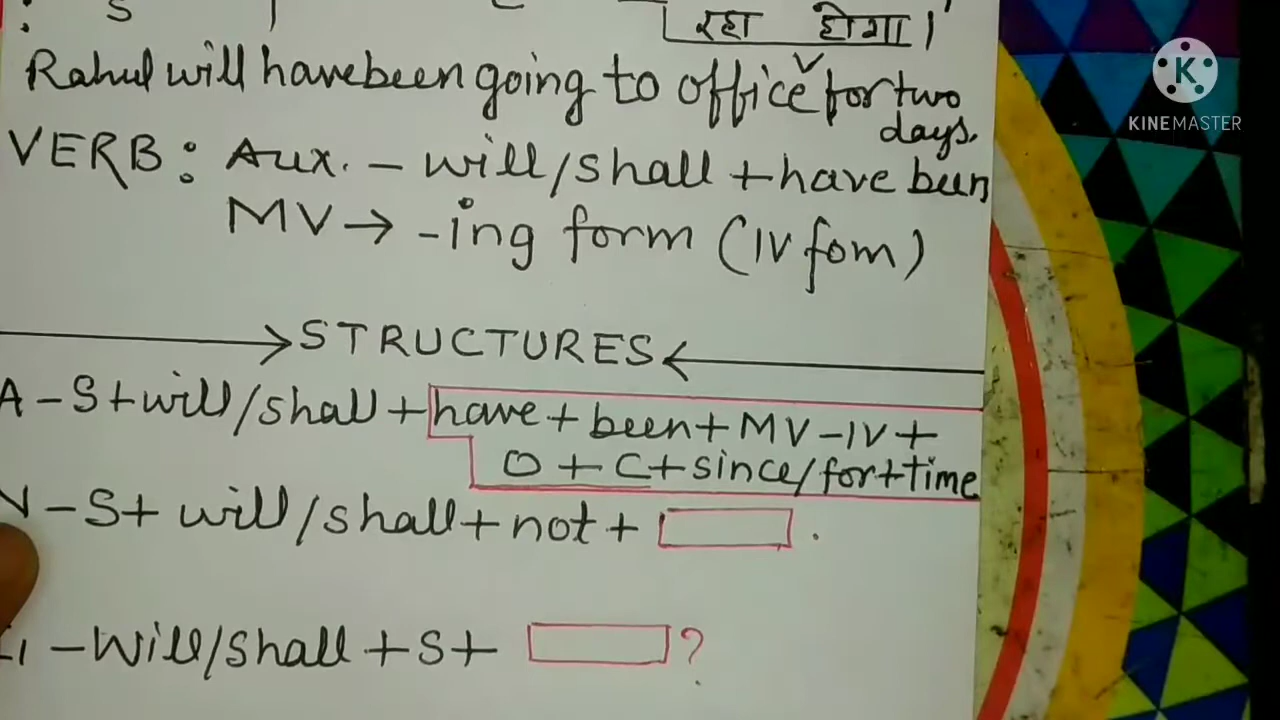 : S
रहा होगा।
Rahul will have been going to office ✓ for two
days.
VERB: Aux. - will/shall + have been
MV → -ing form (IV fom)
→ STRUCTURES ←
A - S + will/shall + have + been + MV - IV +
O + C + since/for + time
N - S + will/shall + not + .
- Will/Shall + S + ?
K
KINEMASTER